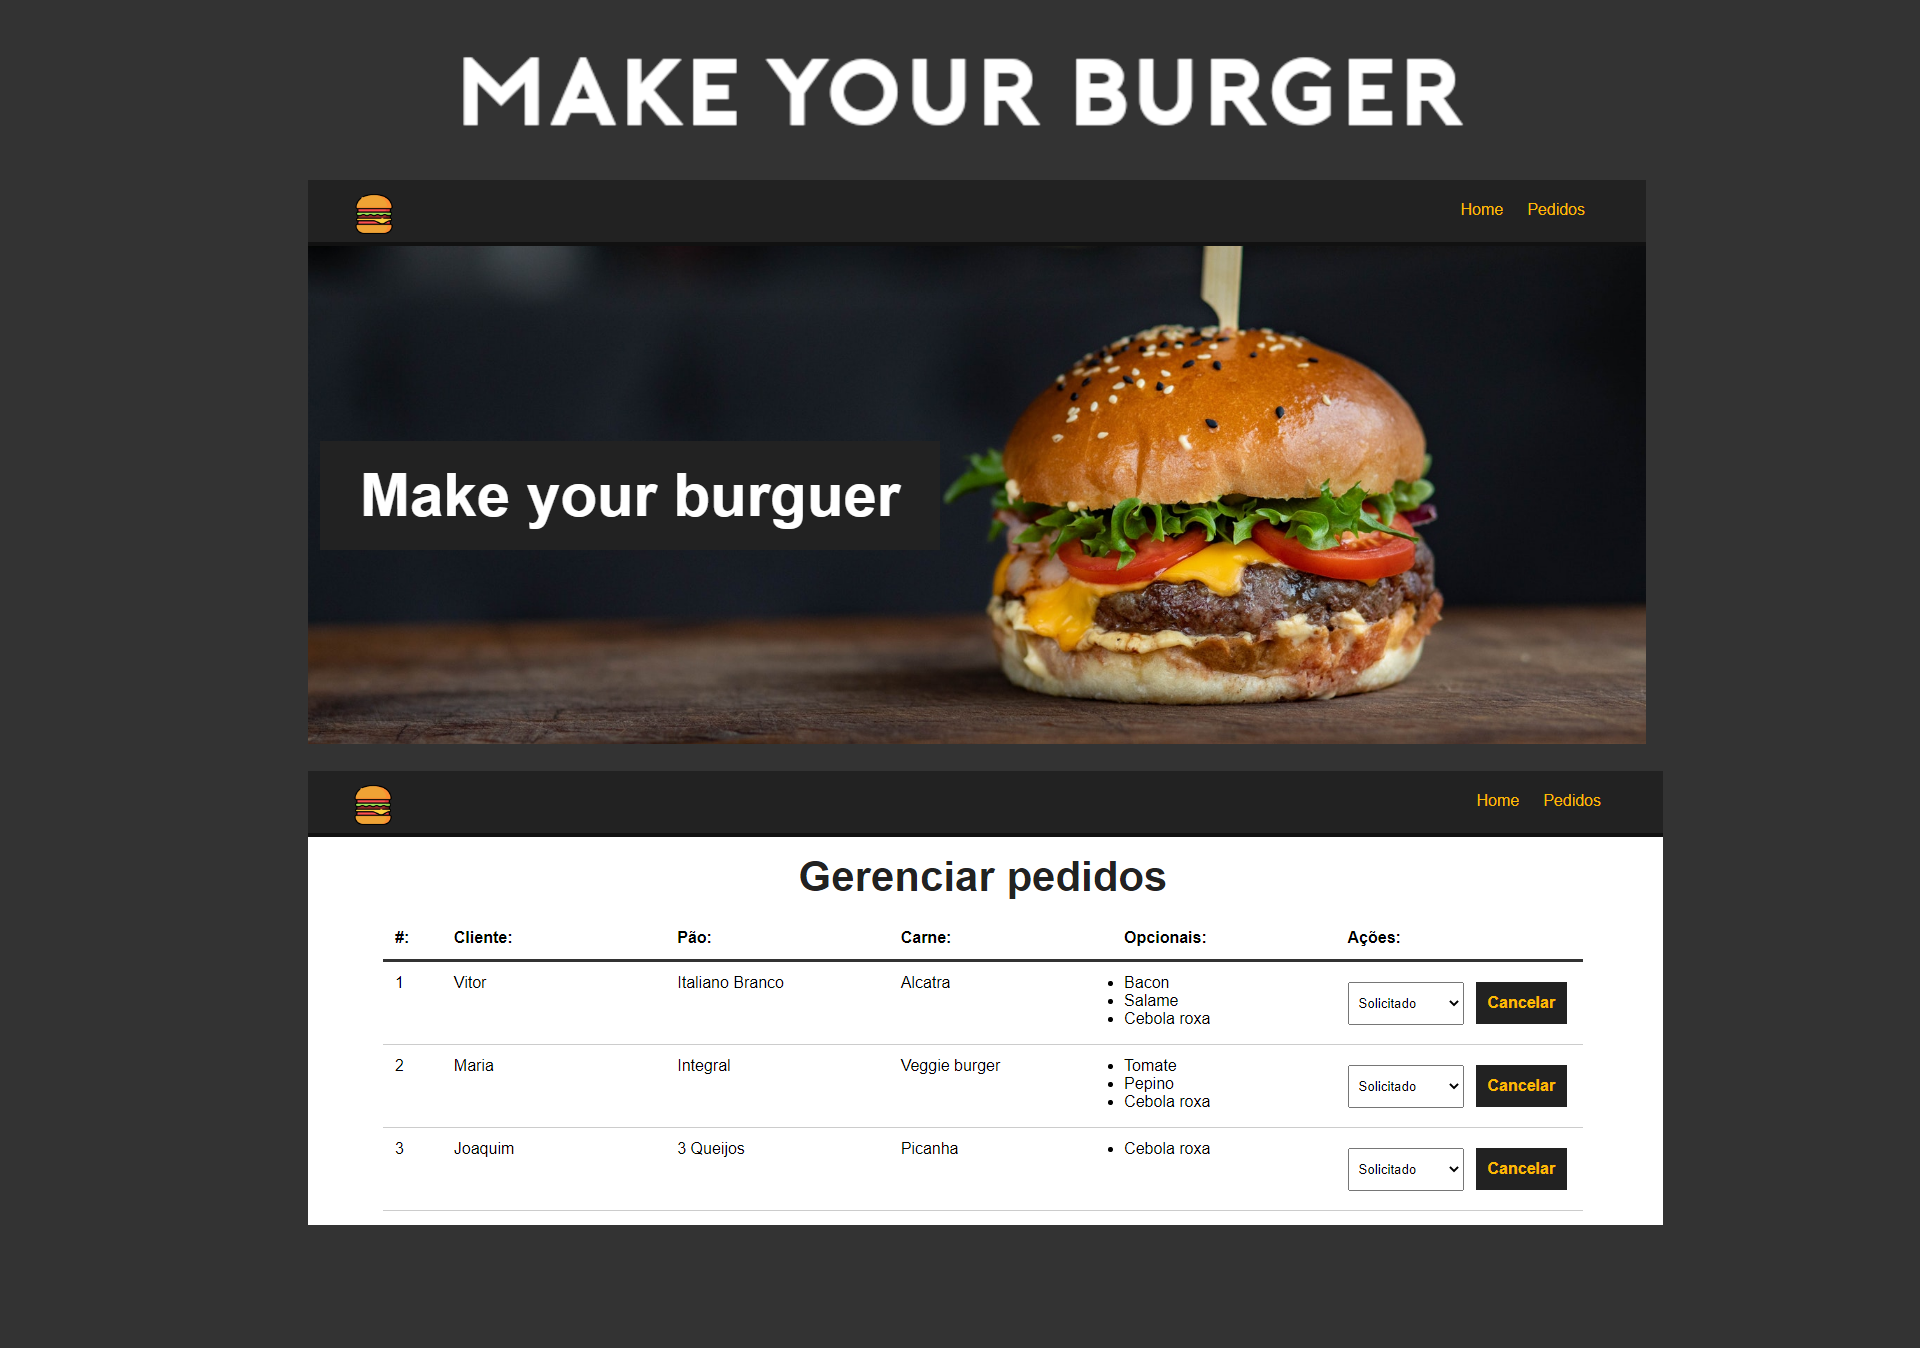 MAKE YOUR BURGER
Home Pedidos
Make your burguer
Home Pedidos
Gerenciar pedidos
#: Cliente: Pão: Carne: Opcionais: Ações:
1 Vitor Italiano Branco Alcatra Bacon Solicitado Cancelar
Salame
Cebola roxa
2 Maria Integral Veggie burger Tomate Solicitado Cancelar
Pepino
Cebola roxa
3 Joaquim 3 Queijos Picanha Cebola roxa Solicitado Cancelar